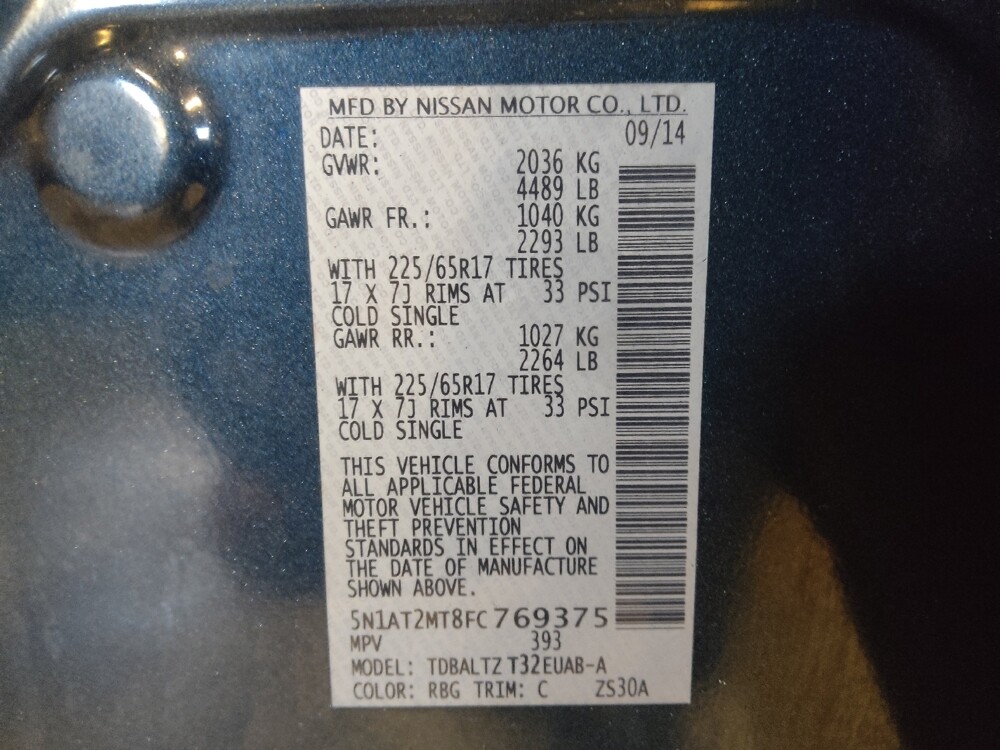 MFD BY NISSAN MOTOR CO., LTD.
DATE: 09/14
GVWR: 2036 KG
4489 LB
GAWR FR.: 1040 KG
2293 LB
WITH 225/65R17 TIRES
17 X 7J RIMS AT 33 PSI
COLD SINGLE
GAWR RR.: 1027 KG
2264 LB
WITH 225/65R17 TIRES
17 X 7J RIMS AT 33 PSI
COLD SINGLE
THIS VEHICLE CONFORMS TO
ALL APPLICABLE FEDERAL
MOTOR VEHICLE SAFETY AND
THEFT PREVENTION
STANDARDS IN EFFECT ON
THE DATE OF MANUFACTURE
SHOWN ABOVE.
5N1AT2MT8FC769375
MPV 393
MODEL: TDBALTZ T32EUAB-A
COLOR: RBG TRIM: C ZS30A